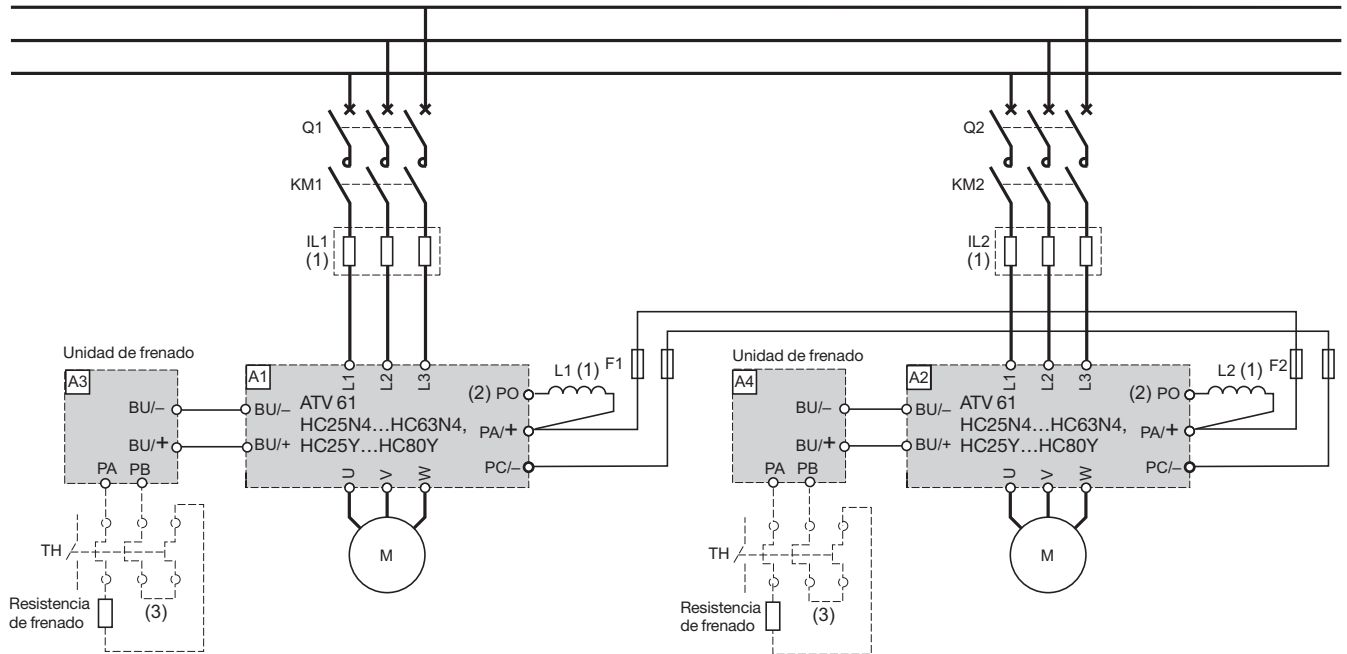 Q1
Q2
KM1
KM2
IL1
(1)
IL2
(1)
Unidad de frenado
A3
BU/–
BU/+
PA PB
A1
L1 L2 L3
ATV 61
HC25N4...HC63N4,
HC25Y...HC80Y
BU/–
BU/+
U V W
(2) PO
PA/+
PC/–
L1 (1) F1
M
TH
(3)
Resistencia
de frenado
Unidad de frenado
A4
BU/–
BU/+
PA PB
A2
L1 L2 L3
ATV 61
HC25N4...HC63N4,
HC25Y...HC80Y
BU/–
BU/+
U V W
(2) PO
PA/+
PC/–
L2 (1) F2
M
TH
(3)
Resistencia
de frenado